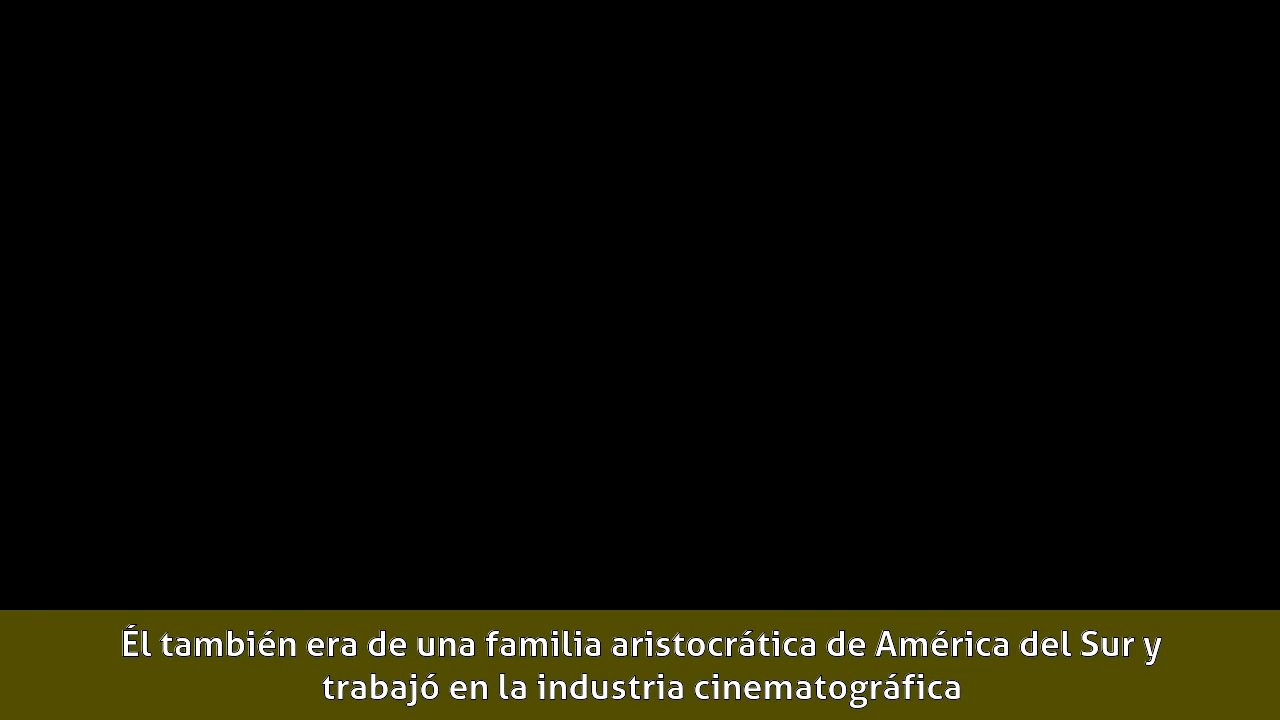 Él también era de una familia aristocrática de América del Sur y
trabajó en la industria cinematográfica